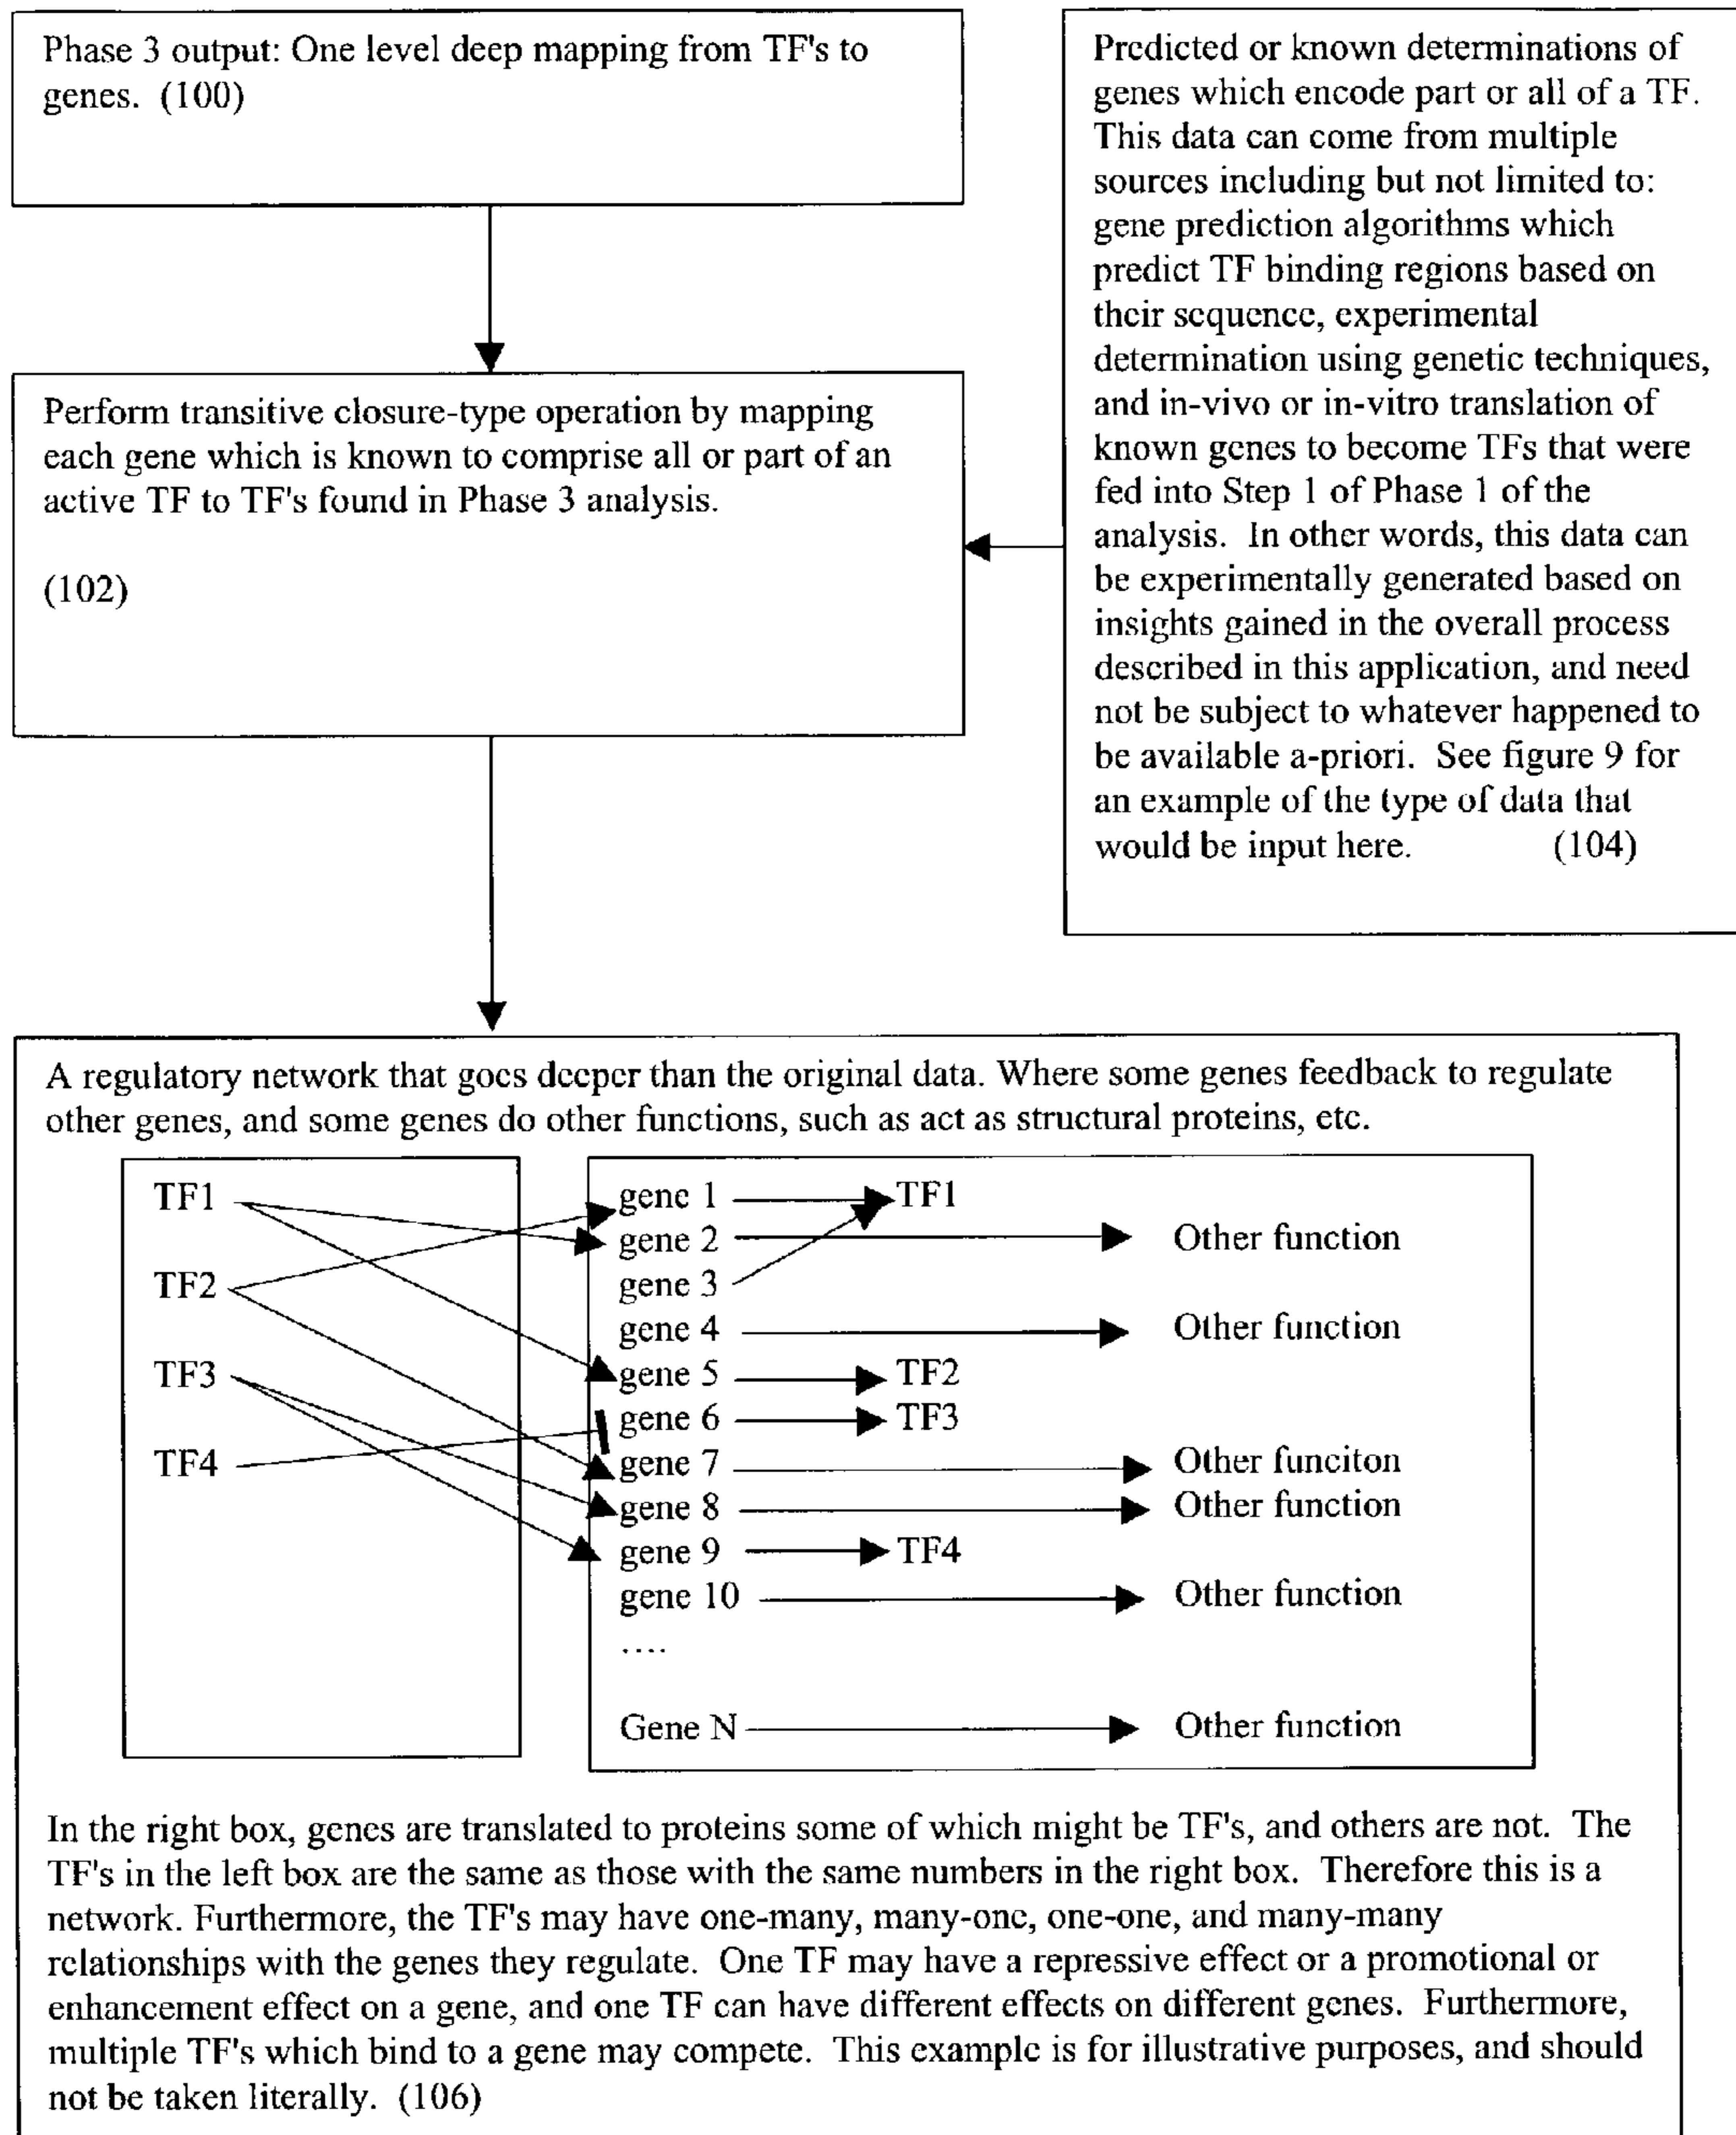 Phase 3 output: One level deep mapping from TF's to
genes. (100)
Perform transitive closure-type operation by mapping
each gene which is known to comprise all or part of an
active TF to TF's found in Phase 3 analysis.
(102)
Predicted or known determinations of
genes which encode part or all of a TF.
This data can come from multiple
sources including but not limited to:
gene prediction algorithms which
predict TF binding regions based on
their sequence, experimental
determination using genetic techniques,
and in-vivo or in-vitro translation of
known genes to become TFs that were
fed into Step 1 of Phase 1 of the
analysis. In other words, this data can
be experimentally generated based on
insights gained in the overall process
described in this application, and need
not be subject to whatever happened to
be available a-priori. See figure 9 for
an example of the type of data that
would be input here. (104)
A regulatory network that goes deeper than the original data. Where some genes feedback to regulate
other genes, and some genes do other functions, such as act as structural proteins, etc.
TF1
TF2
TF3
TF4
gene 1 TF1
gene 2 Other function
gene 3
gene 4 Other function
gene 5 TF2
gene 6 TF3
gene 7 Other funciton
gene 8 Other function
gene 9 TF4
gene 10 Other function
....
Gene N Other function
In the right box, genes are translated to proteins some of which might be TF's, and others are not. The
TF's in the left box are the same as those with the same numbers in the right box. Therefore this is a
network. Furthermore, the TF's may have one-many, many-one, one-one, and many-many
relationships with the genes they regulate. One TF may have a repressive effect or a promotional or
enhancement effect on a gene, and one TF can have different effects on different genes. Furthermore,
multiple TF's which bind to a gene may compete. This example is for illustrative purposes, and should
not be taken literally. (106)